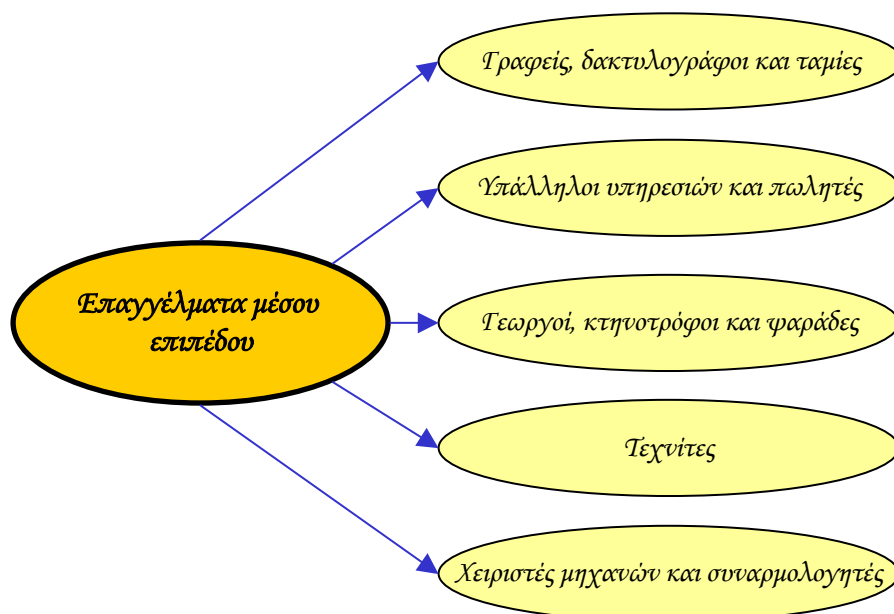 Γραφείς, δακτυλογράφοι και ταμίες
Υπάλληλοι υπηρεσιών και πωλητές
Επαγγέλματα μέσου
επιπέδου
Γεωργοί, κτηνοτρόφοι και ψαράδες
Τεχνίτες
Χειριστές μηχανών και συναρμολογητές